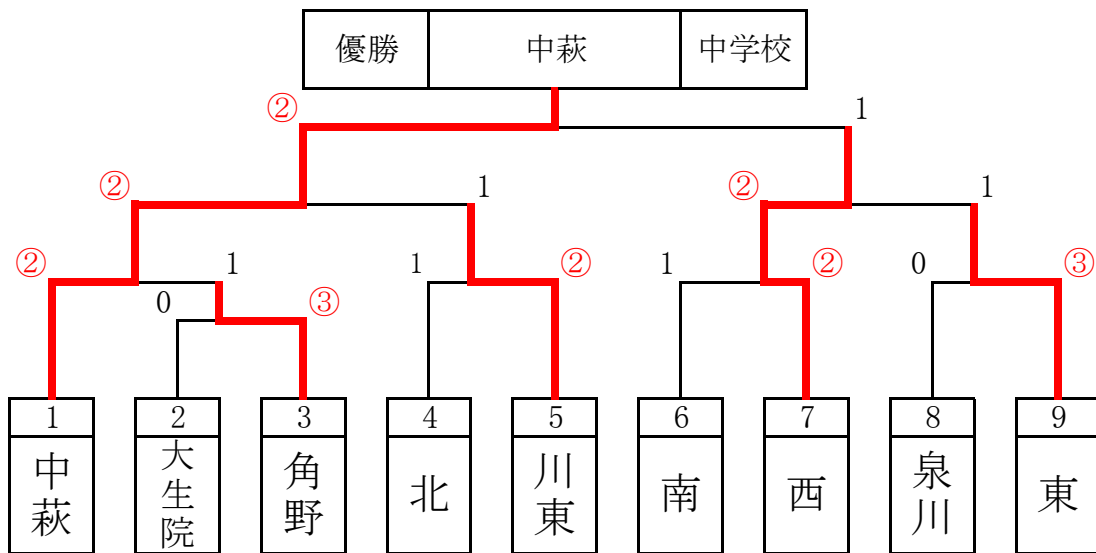 優勝 中萩 中学校
② 1
② 1 ② 1
② 1 1 ② 1 ② 0 ③
0 ③
1 2 3 4 5 6 7 8 9
中萩 大生院 角野 北 川東 南 西 泉川 東